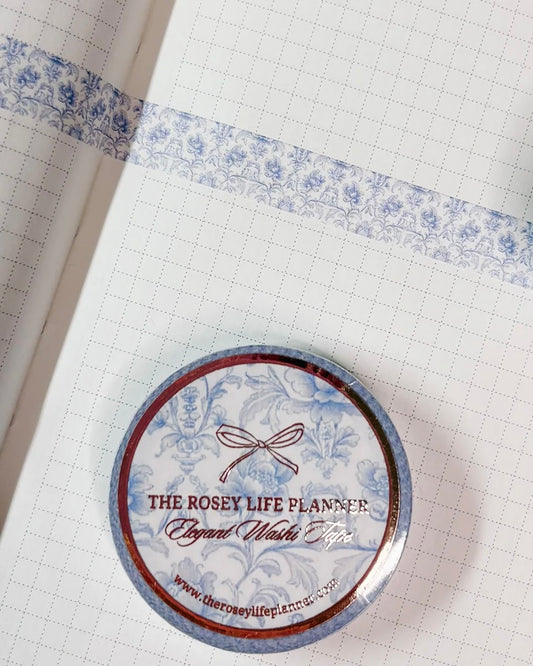 THE ROSEY LIFE PLANNER
Elegant Washi Tape
www.theroseylifeplanner.com